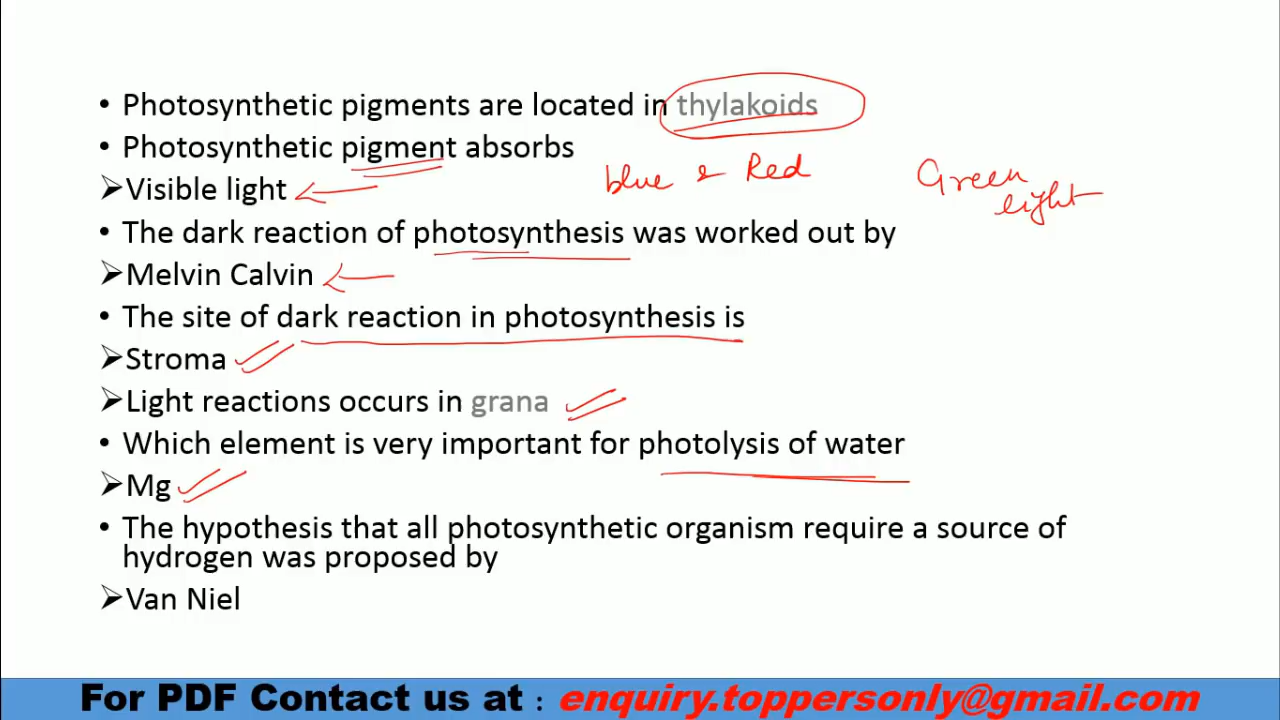 • Photosynthetic pigments are located in thylakoids
• Photosynthetic pigment absorbs
blue & Red
Green
light
➢Visible light
• The dark reaction of photosynthesis was worked out by
➢Melvin Calvin
• The site of dark reaction in photosynthesis is
➢Stroma
➢Light reactions occurs in grana
• Which element is very important for photolysis of water
➢Mg
• The hypothesis that all photosynthetic organism require a source of
hydrogen was proposed by
➢Van Niel
For PDF Contact us at : enquiry.toppersonly@gmail.com